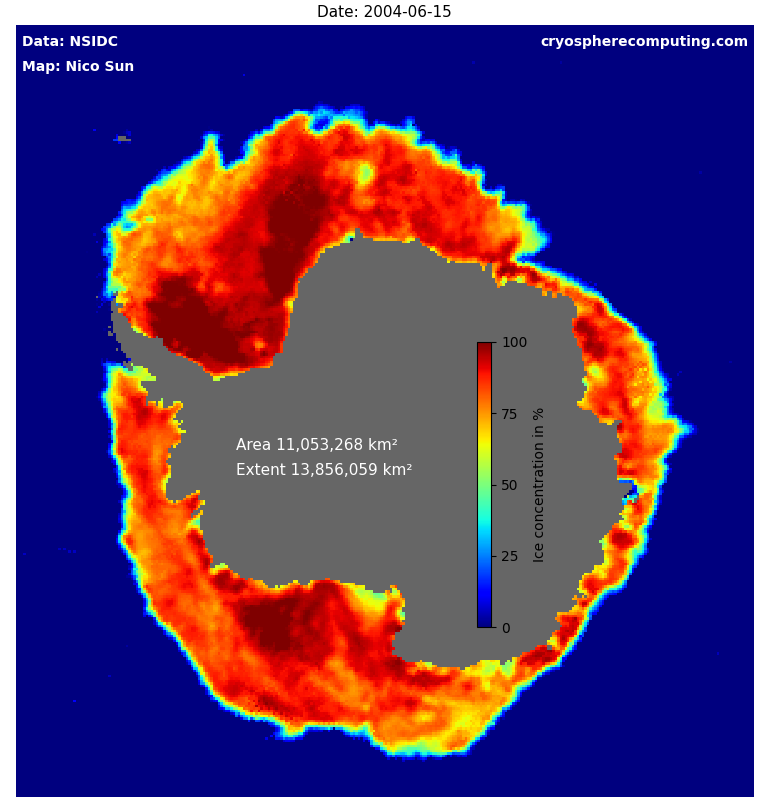 Date: 2004-06-15
Data: NSIDC
cryospherecomputing.com
Map: Nico Sun
100
75
50
25
0
Ice concentration in %
Area 11,053,268 km²
Extent 13,856,059 km²